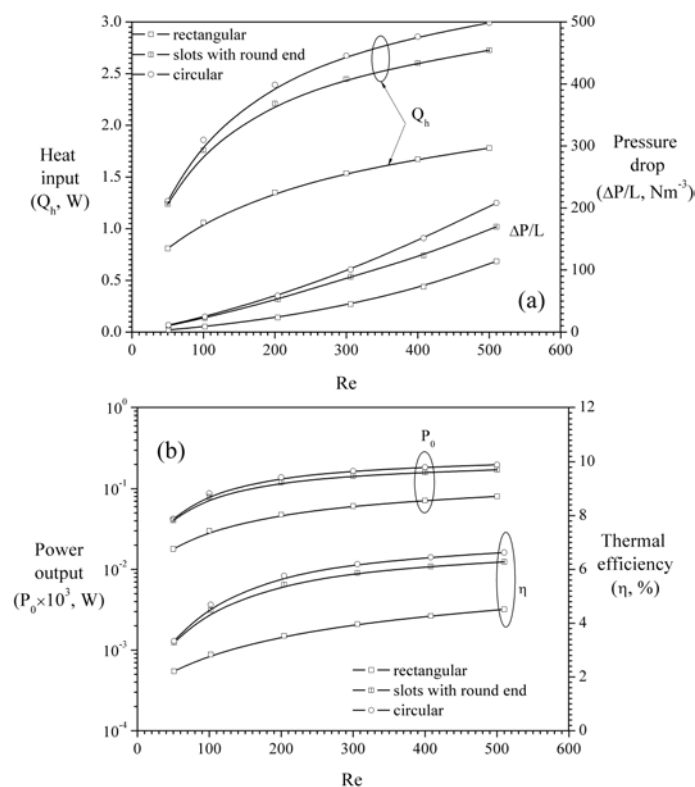 3.0
2.5
2.0
1.5
1.0
0.5
0.0
500
400
300
200
100
0
rectangular
slots with round end
circular
Q_h
ΔP/L
(a)
Heat
input
(Q_h, W)
Pressure
drop
(ΔP/L, Nm⁻³)
0 100 200 300 400 500 600
Re
10⁰
10⁻¹
10⁻²
10⁻³
10⁻⁴
12
10
8
6
4
2
0
(b)
P₀
η
Power
output
(P₀×10³, W)
Thermal
efficiency
(η, %)
rectangular
slots with round end
circular
0 100 200 300 400 500 600
Re